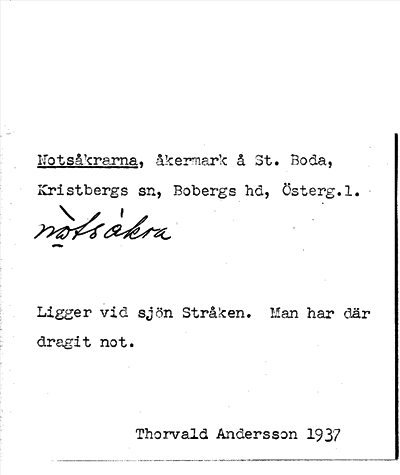 Notsåkrarna, åkermark å St. Boda,
Kristbergs sn, Bobergs hd, Österg.l.
nòtsåkra
Ligger vid sjön Stråken. Man har där
dragit not.
Thorvald Andersson 1937